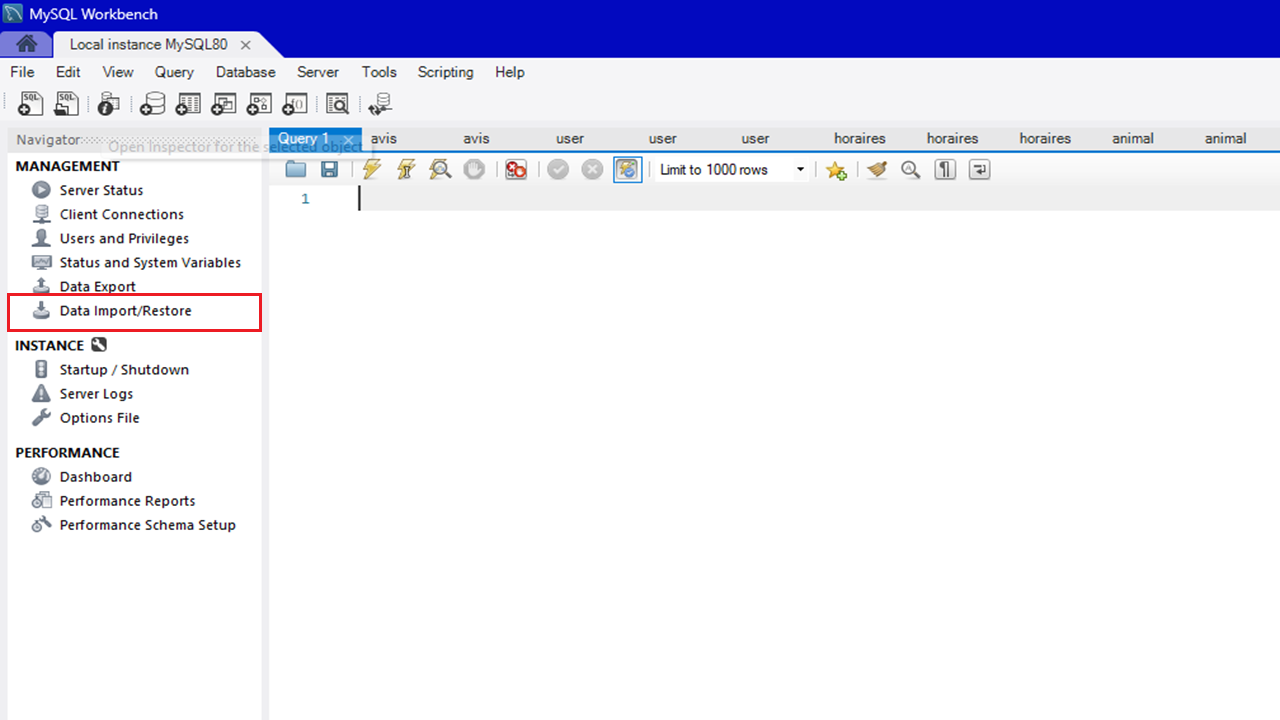 MySQL Workbench
Local instance MySQL80
File Edit View Query Database Server Tools Scripting Help
SQL SQL
Navigator
Open Inspector for the selected object
Query 1 avis avis user user user horaires horaires horaires animal animal
MANAGEMENT
Limit to 1000 rows
Server Status
1
Client Connections
Users and Privileges
Status and System Variables
Data Export
Data Import/Restore
INSTANCE
Startup / Shutdown
Server Logs
Options File
PERFORMANCE
Dashboard
Performance Reports
Performance Schema Setup